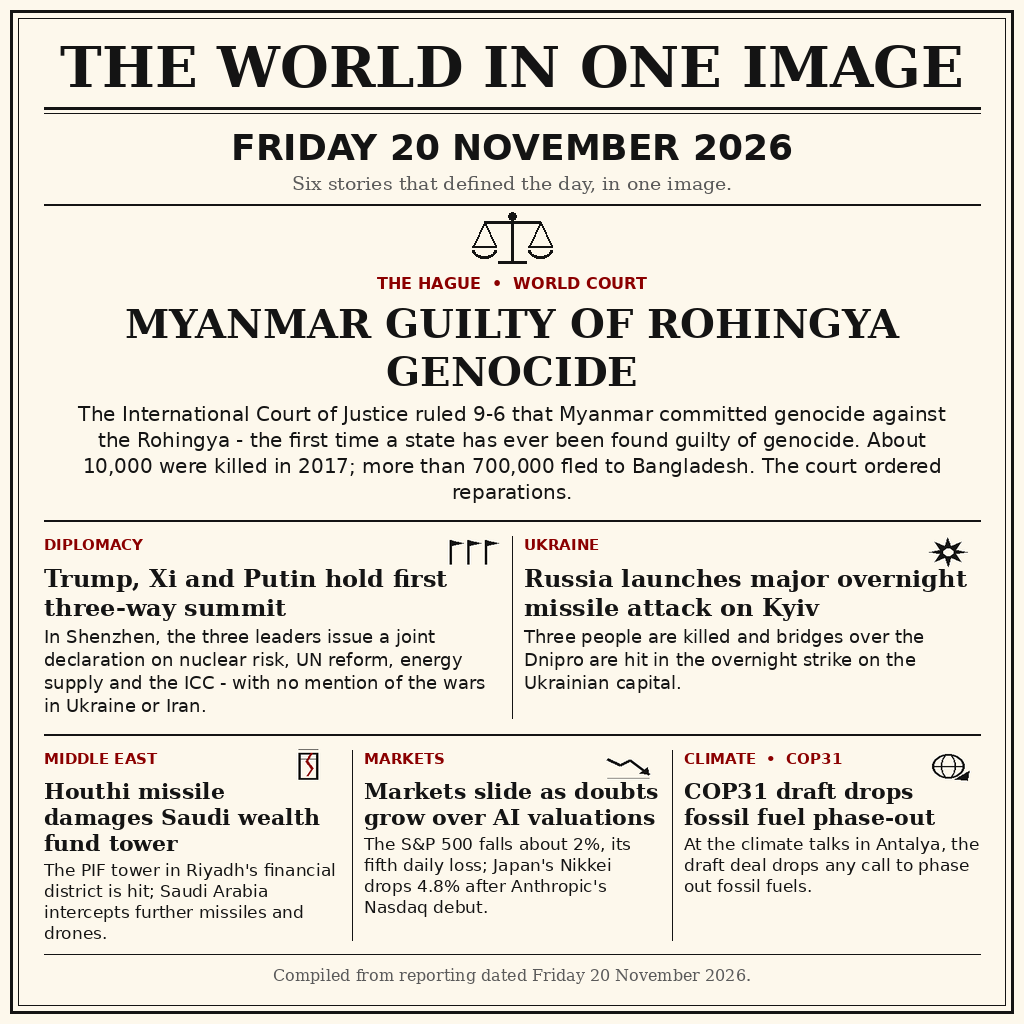 THE WORLD IN ONE IMAGE
FRIDAY 20 NOVEMBER 2026
Six stories that defined the day, in one image.
THE HAGUE • WORLD COURT
MYANMAR GUILTY OF ROHINGYA
GENOCIDE
The International Court of Justice ruled 9-6 that Myanmar committed genocide against
the Rohingya - the first time a state has ever been found guilty of genocide. About
10,000 were killed in 2017; more than 700,000 fled to Bangladesh. The court ordered
reparations.
DIPLOMACY
Trump, Xi and Putin hold first
three-way summit
In Shenzhen, the three leaders issue a joint
declaration on nuclear risk, UN reform, energy
supply and the ICC - with no mention of the wars
in Ukraine or Iran.
UKRAINE
Russia launches major overnight
missile attack on Kyiv
Three people are killed and bridges over the
Dnipro are hit in the overnight strike on the
Ukrainian capital.
MIDDLE EAST
Houthi missile
damages Saudi wealth
fund tower
The PIF tower in Riyadh's financial
district is hit; Saudi Arabia
intercepts further missiles and
drones.
MARKETS
Markets slide as doubts
grow over AI valuations
The S&P 500 falls about 2%, its
fifth daily loss; Japan's Nikkei
drops 4.8% after Anthropic's
Nasdaq debut.
CLIMATE • COP31
COP31 draft drops
fossil fuel phase-out
At the climate talks in Antalya, the
draft deal drops any call to phase
out fossil fuels.
Compiled from reporting dated Friday 20 November 2026.